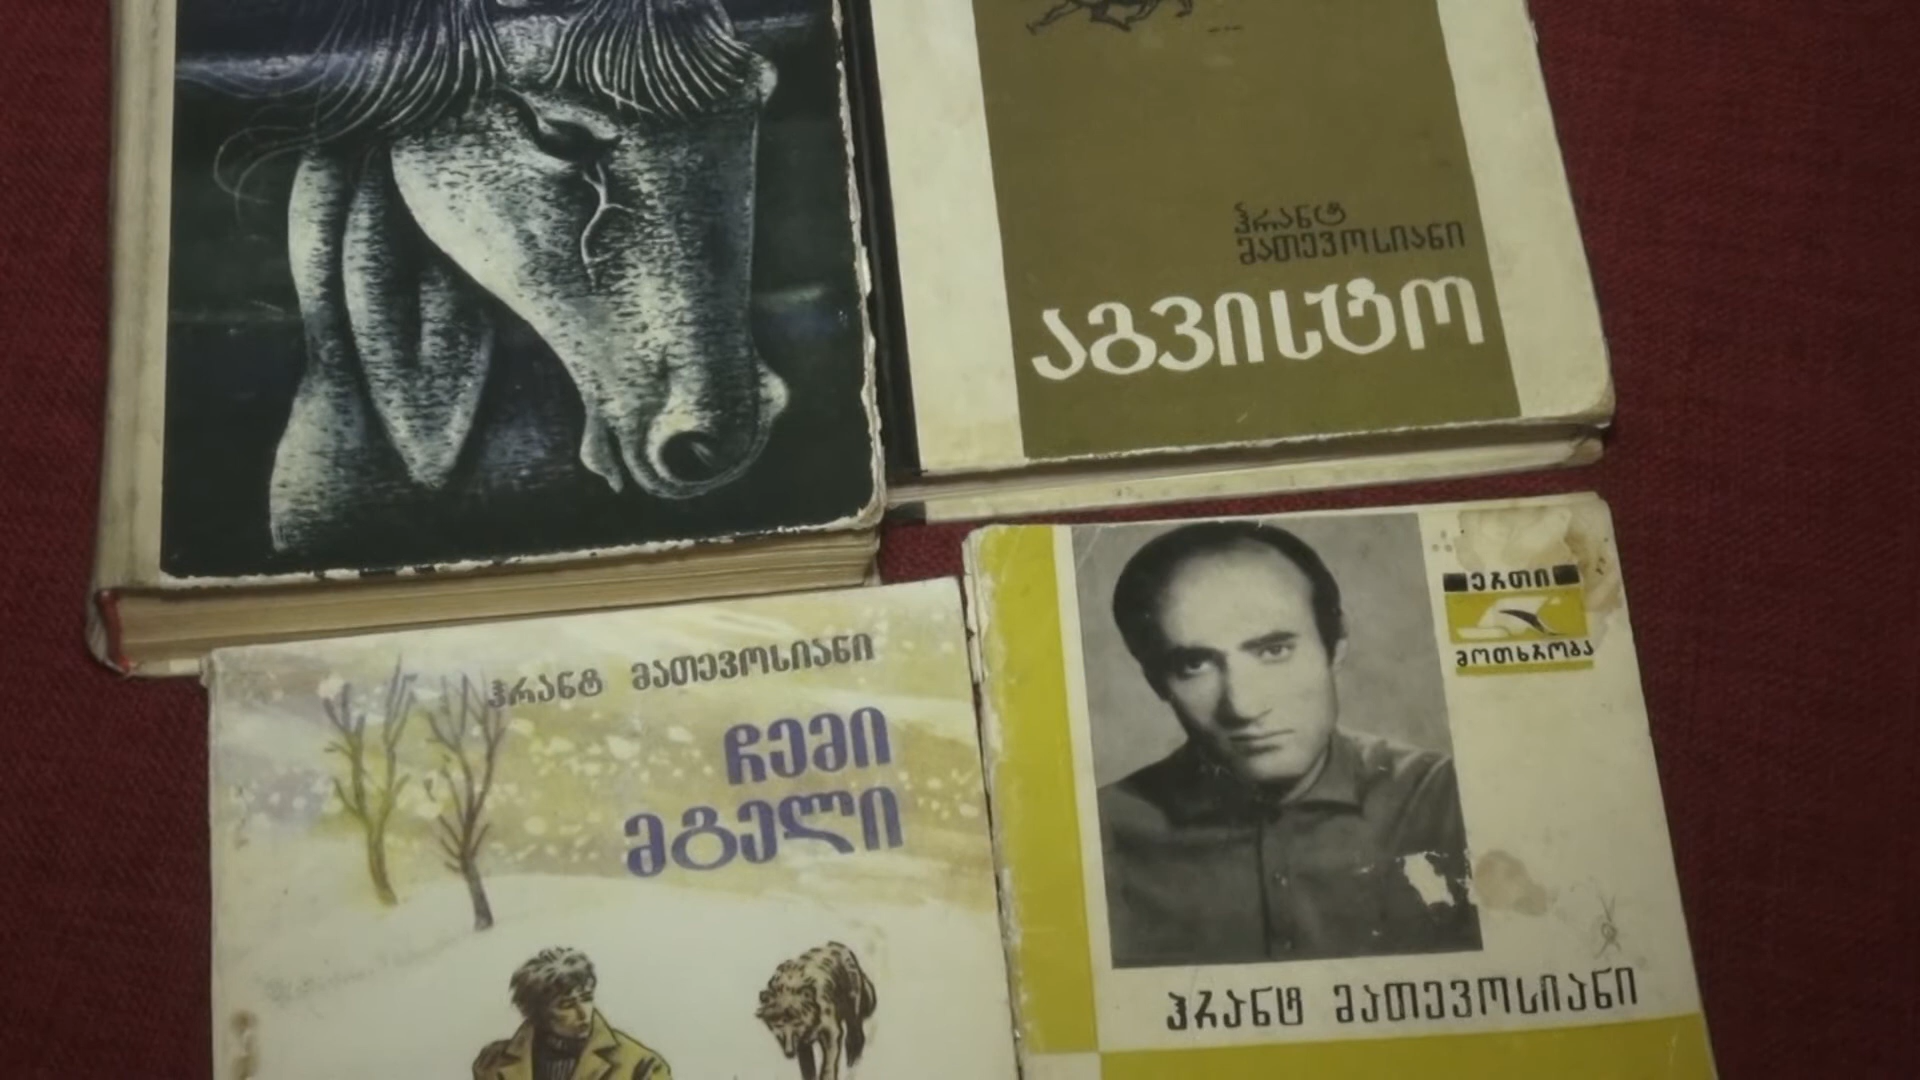 ჰრანტ
მათევოსიანი
აგვისტო
ჰრანტ მათევოსიანი
ჩემი
მგელი
ერთი
მოთხრობა
ჰრანტ მათევოსიანი